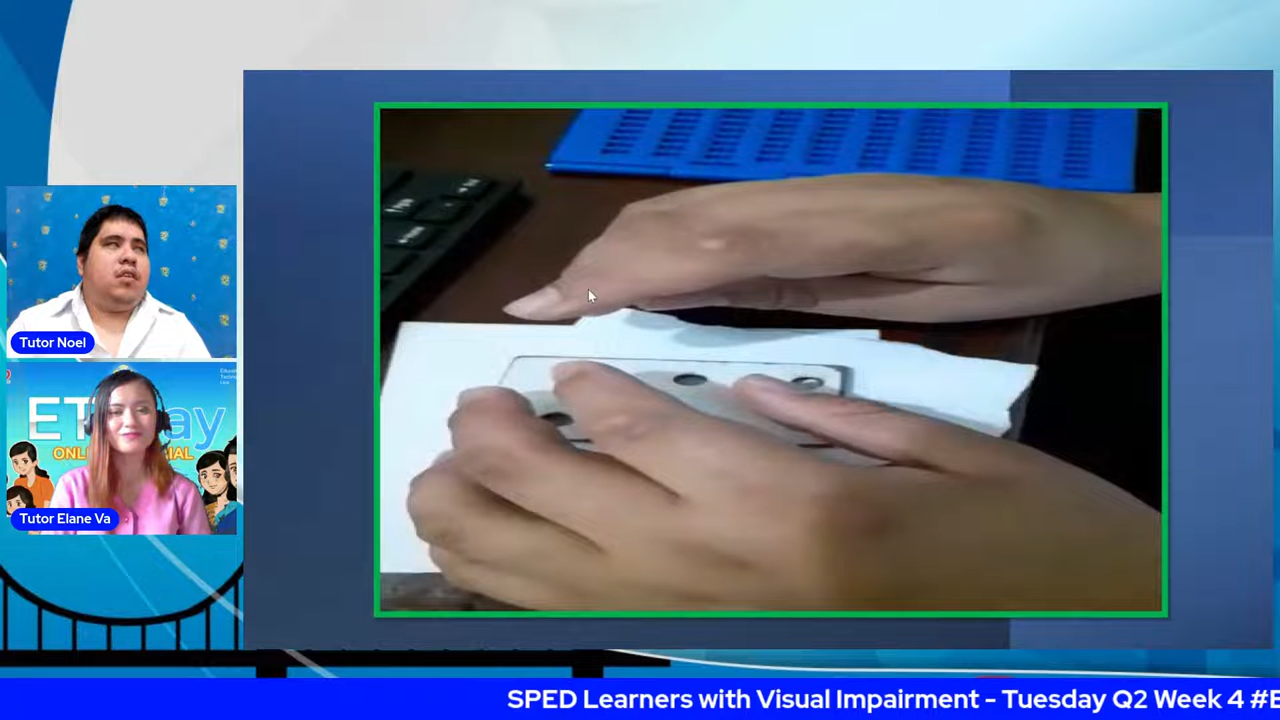 Tutor Noel
ET ay
ONL IAL
Tutor Elane Va
SPED Learners with Visual Impairment - Tuesday Q2 Week 4 #E